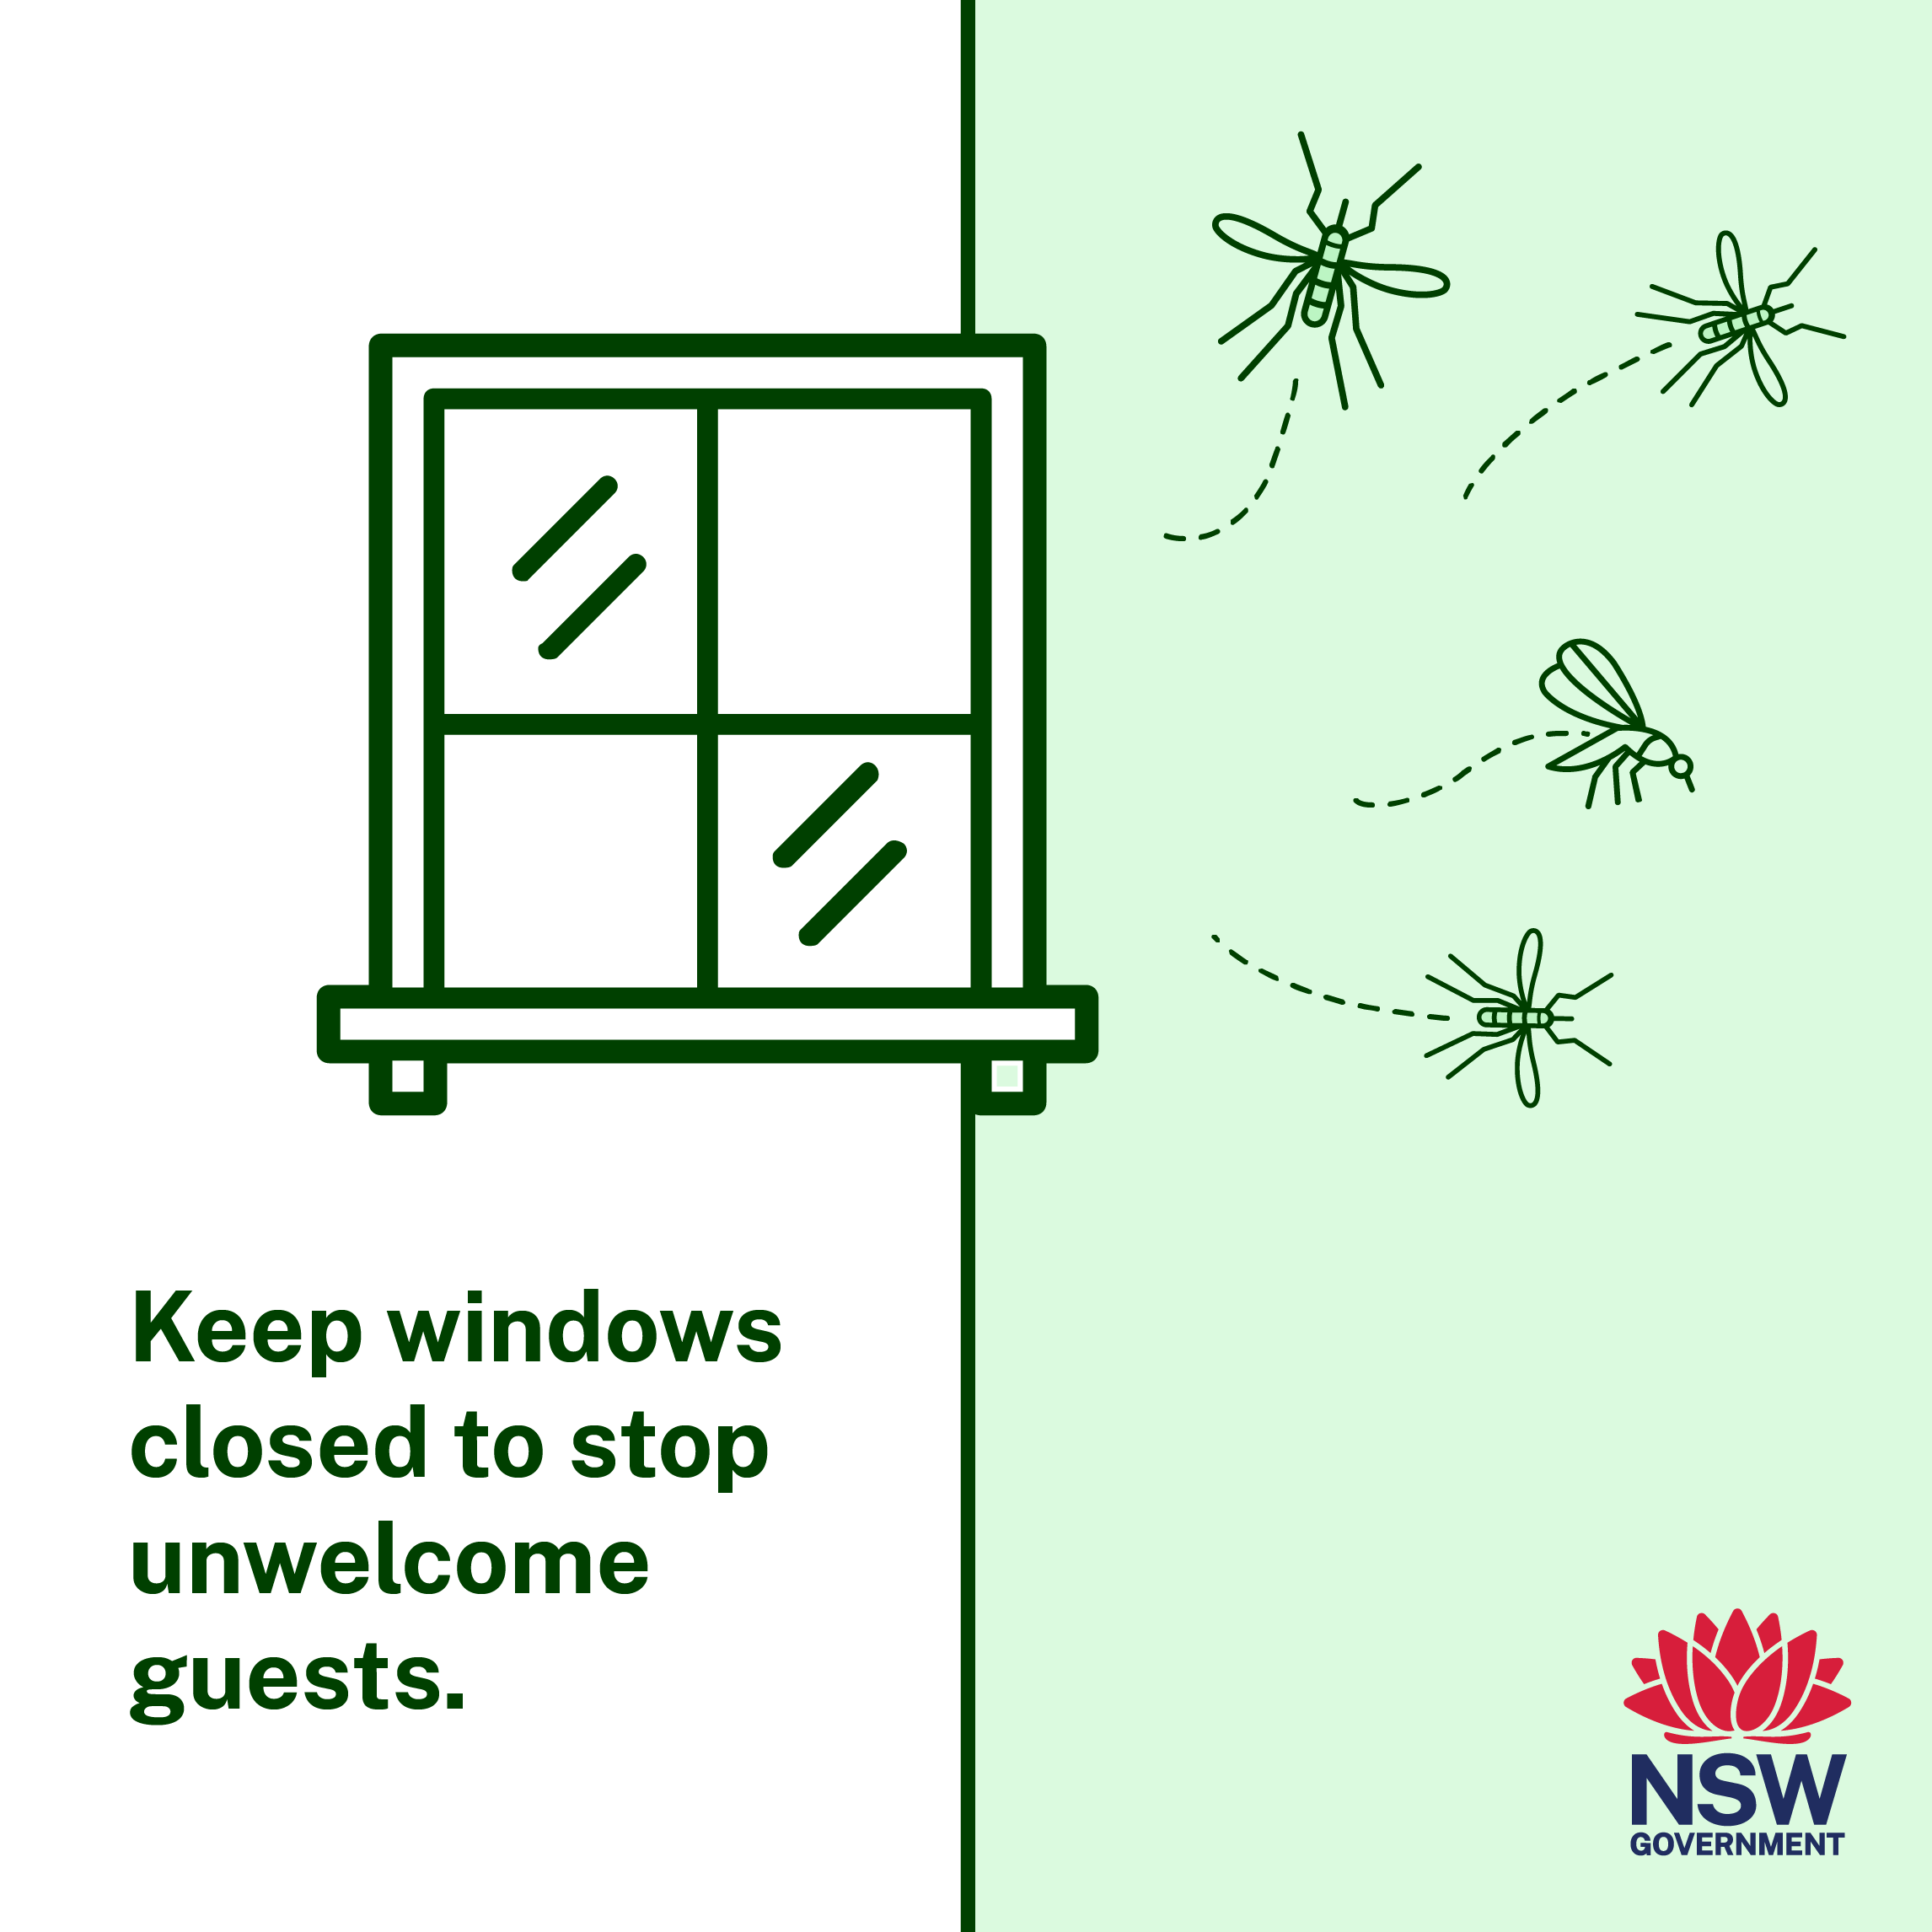 Keep windows
closed to stop
unwelcome
guests.
NSW
GOVERNMENT